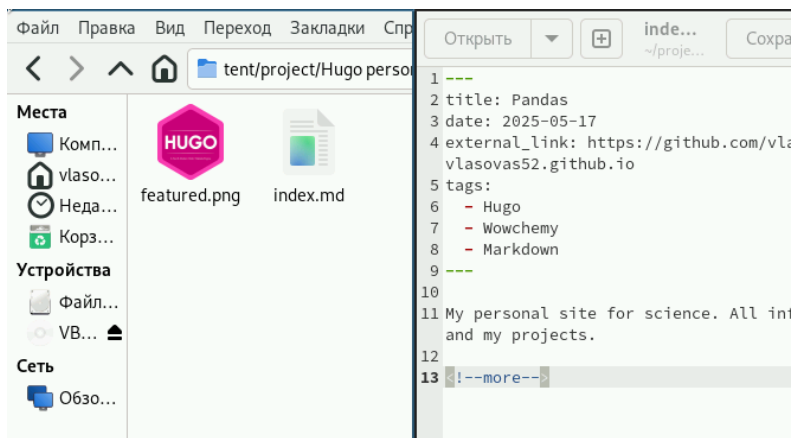 Файл Правка Вид Переход Закладки Спр
tent/project/Hugo perso
Места
Комп...
vlaso...
Неда...
Корз...
Устройства
Файл...
VB...
Сеть
Обзо...
HUGO
featured.png
index.md
Открыть
inde...
~/proje...
Сохра
1 ---
2 title: Pandas
3 date: 2025-05-17
4 external_link: https://github.com/vla
vlasovas52.github.io
5 tags:
6 - Hugo
7 - Wowchemy
8 - Markdown
9 ---
10
11 My personal site for science. All inf
and my projects.
12
13 <!--more-->